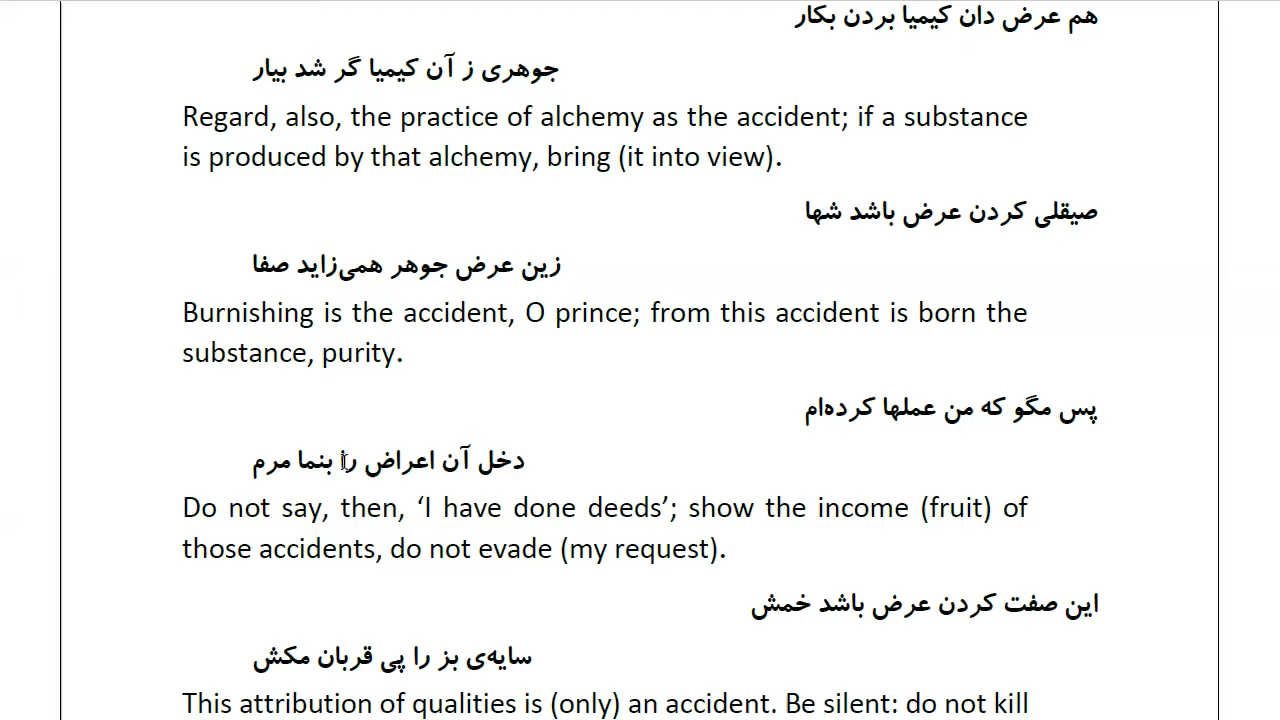 هم عرض دان کیمیا بردن بکار
جوهری ز آن کیمیا گر شد بیار
Regard, also, the practice of alchemy as the accident; if a substance
is produced by that alchemy, bring (it into view).
صیقلی کردن عرض باشد شها
زین عرض جوهر همی‌زاید صفا
Burnishing is the accident, O prince; from this accident is born the
substance, purity.
پس مگو که من عملها کرده‌ام
دخل آن اعراض را بنما مرم
Do not say, then, ‘I have done deeds’; show the income (fruit) of
those accidents, do not evade (my request).
این صفت کردن عرض باشد خمش
سایه‌ی بز را پی قربان مکش
This attribution of qualities is (only) an accident. Be silent: do not kill